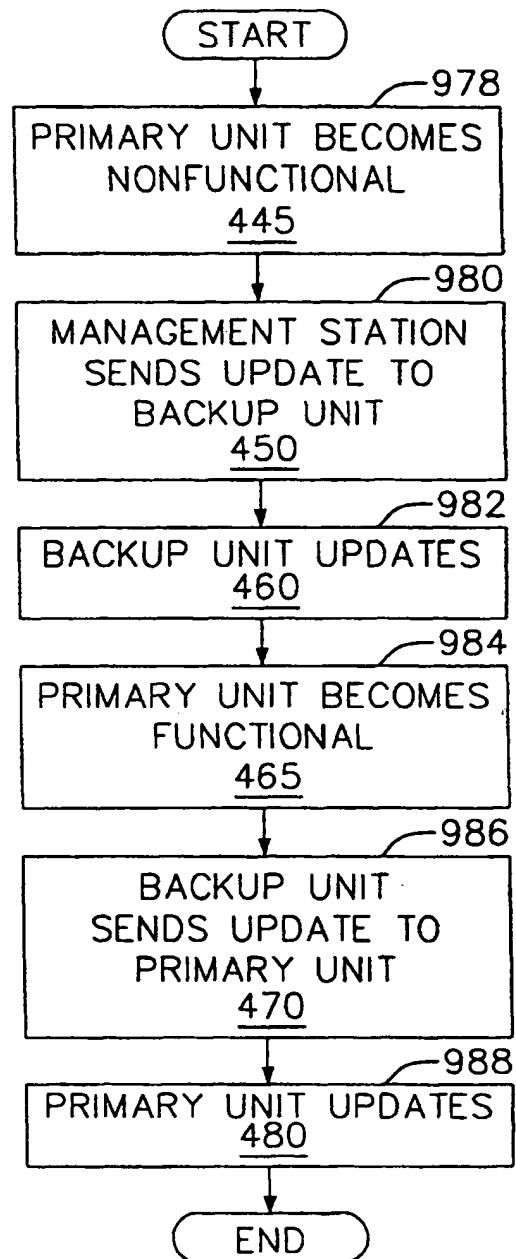 START
978
PRIMARY UNIT BECOMES
NONFUNCTIONAL
445
980
MANAGEMENT STATION
SENDS UPDATE TO
BACKUP UNIT
450
982
BACKUP UNIT UPDATES
460
984
PRIMARY UNIT BECOMES
FUNCTIONAL
465
986
BACKUP UNIT
SENDS UPDATE TO
PRIMARY UNIT
470
988
PRIMARY UNIT UPDATES
480
END